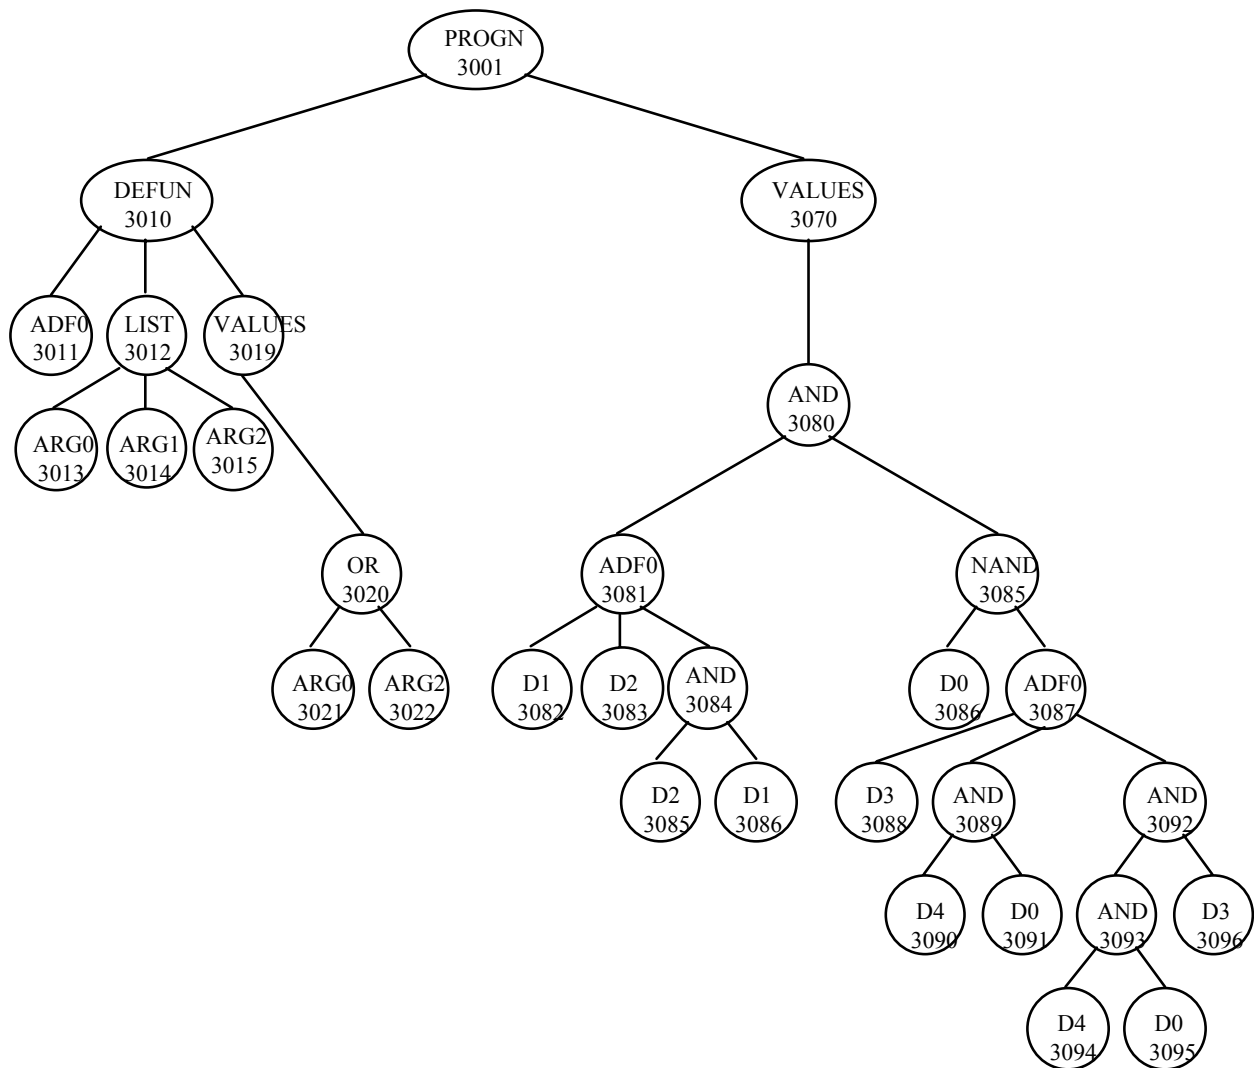 PROGN
3001
DEFUN
3010
VALUES
3070
ADF0
3011
LIST
3012
VALUES
3019
ARG0
3013
ARG1
3014
ARG2
3015
AND
3080
OR
3020
ADF0
3081
NAND
3085
ARG0
3021
ARG2
3022
D1
3082
D2
3083
AND
3084
D0
3086
ADF0
3087
D2
3085
D1
3086
D3
3088
AND
3089
AND
3092
D4
3090
D0
3091
AND
3093
D3
3096
D4
3094
D0
3095